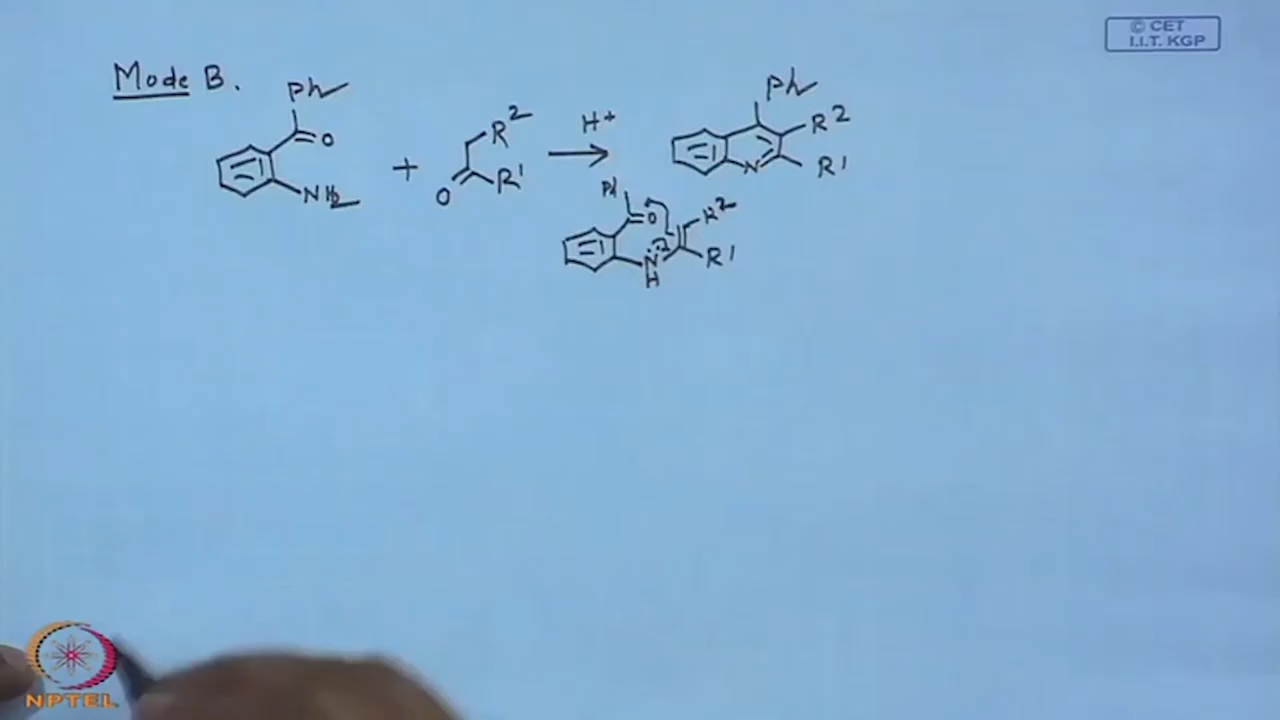 © CET
I.I.T. KGP
Mode B.
Ph
O
NH2
+
R2
R1
O
H+
Ph
R2
N
R1
Ph
O
R2
N
H
R1
NPTEL